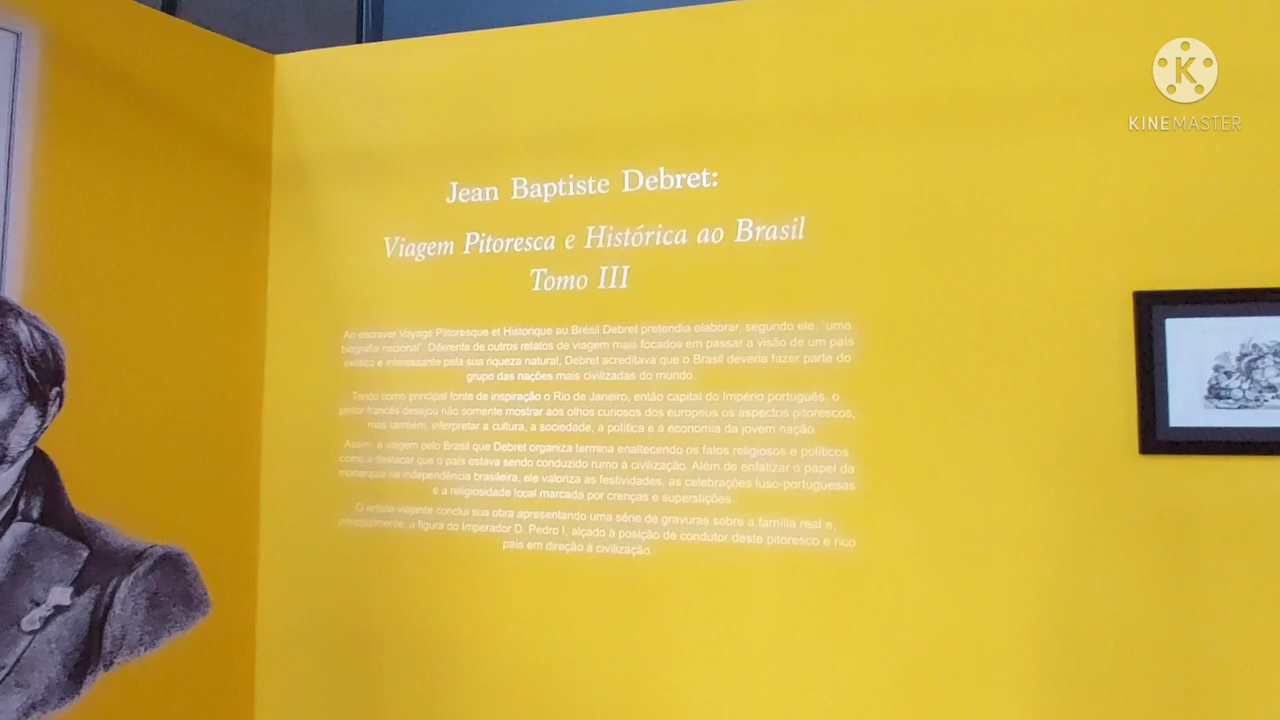 Jean Baptiste Debret:
Viagem Pitoresca e Histórica ao Brasil
Tomo III
Ao escrever Voyage Pittoresque et Historique au Brésil Debret pretendia elaborar, segundo ele, "uma
biografia nacional". Diferente de outros relatos de viagem mais focados em passar a visão de um país
exótico e interessante pela sua riqueza natural, Debret acreditava que o Brasil deveria fazer parte do
grupo das nações mais civilizadas do mundo.
Tendo como principal fonte de inspiração o Rio de Janeiro, então capital do Império português, o
pintor francês desejou não somente mostrar aos olhos curiosos dos europeus os aspectos pitorescos,
mas também, interpretar a cultura, a sociedade, a política e a economia da jovem nação.
Assim, a viagem pelo Brasil que Debret organiza termina enaltecendo os fatos religiosos e políticos
como a destacar que o país estava sendo conduzido rumo à civilização. Além de enfatizar o papel da
monarquia na independência brasileira, ele valoriza as festividades, as celebrações luso-portuguesas
e a religiosidade local marcada por crenças e superstições.
O artista-viajante conclui sua obra apresentando uma série de gravuras sobre a família real e,
principalmente, a figura do Imperador D. Pedro I, alçado à posição de condutor deste pitoresco e rico
país em direção à civilização.
K
KINEMASTER